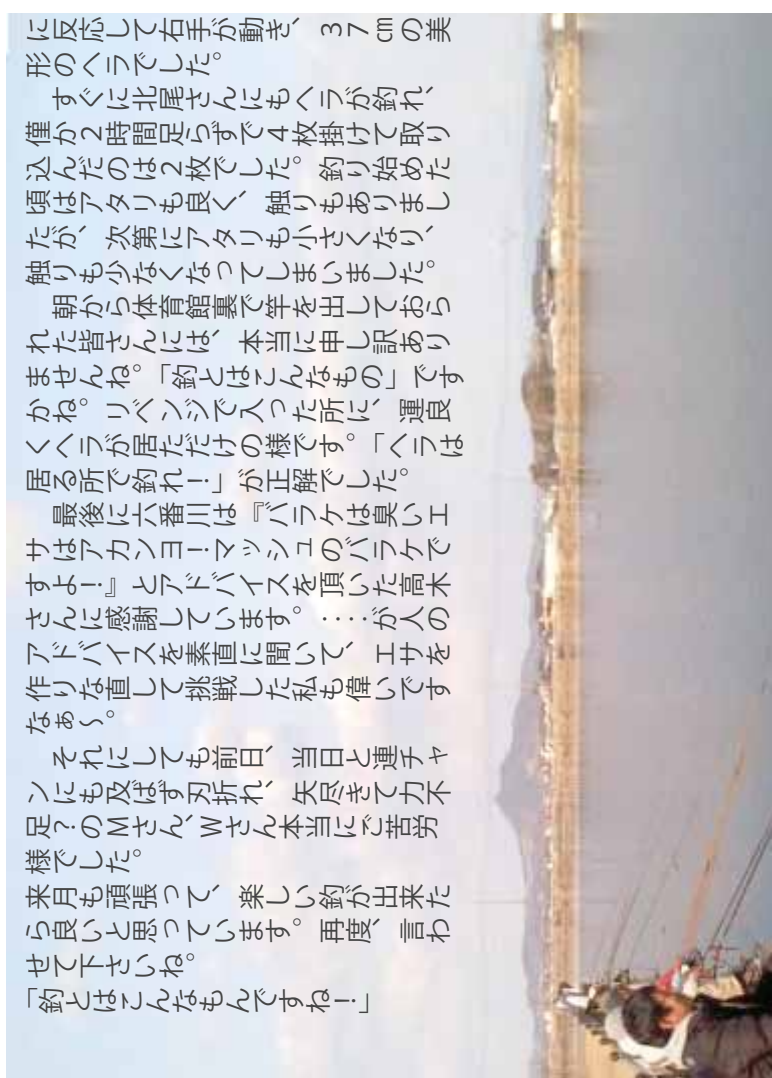 に反応して右手が動き、３７㎝の美
形のヘラでした。
すぐに北尾さんにもヘラが釣れ、
僅か２時間足らずで４枚掛けて取り
込んだのは２枚でした。釣り始めた
頃はアタリも良く、触りもありまし
たが、次第にアタリも小さくなり、
触りも少なくなってしまいました。
朝から体育館裏で竿を出しておら
れた皆さんには、本当に申し訳あり
ませんね。「釣とはこんなもの」です
かね。リベンジで入った所に、運良
くヘラが居ただけの様です。「ヘラは
居る所で釣れ！」が正解でした。
最後に六番川は『バラケは臭いエ
サはアカンヨ！マッシュのバラケで
すよ！』とアドバイスを頂いた高木
さんに感謝しています。‥‥が人の
アドバイスを素直に聞いて、エサを
作りな直して挑戦した私も偉いです
なぁ～。
それにしても前日、当日と連チャ
ンにも及ばず刃折れ、矢尽きて力不
足？のＭさん、Ｗさん本当にご苦労
様でした。
来月も頑張って、楽しい釣が出来た
ら良いと思っています。再度、言わ
せて下さいね。
「釣とはこんなもんですね！」